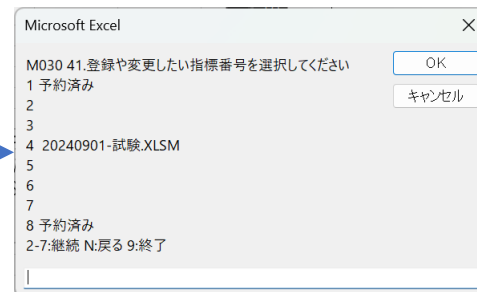 Microsoft Excel
M030 41.登録や変更したい指標番号を選択してください
OK
キャンセル
1 予約済み
2
3
4 20240901-試験.XLSM
5
6
7
8 予約済み
2-7:継続 N:戻る 9:終了